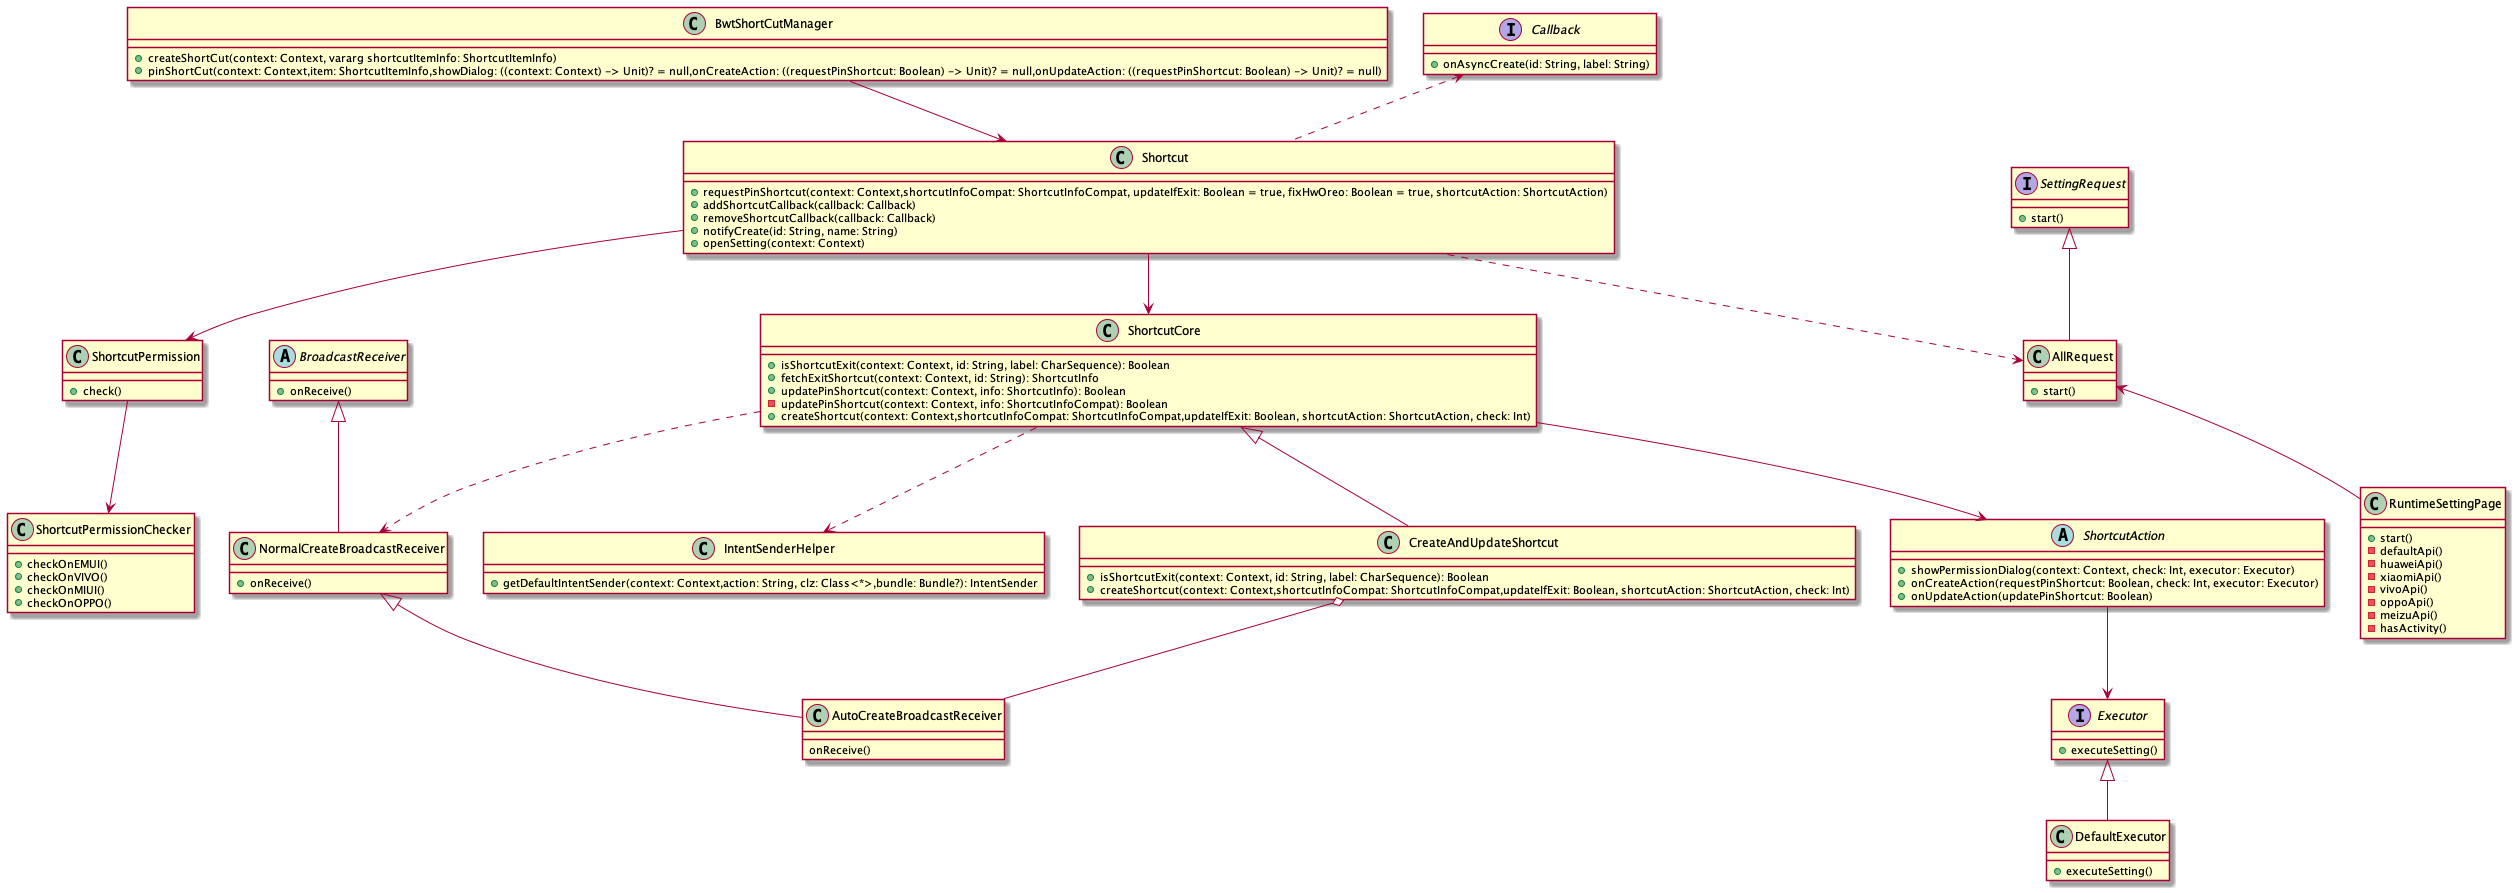 C BwtShortCutManager
createShortCut(context: Context, vararg shortcutItemInfo: ShortcutItemInfo)
pinShortCut(context: Context,item: ShortcutItemInfo,showDialog: ((context: Context) -> Unit)? = null,onCreateAction: ((requestPinShortcut: Boolean) -> Unit)? = null,onUpdateAction: ((requestPinShortcut: Boolean) -> Unit)? = null)
I Callback
onAsyncCreate(id: String, label: String)
C Shortcut
requestPinShortcut(context: Context,shortcutInfoCompat: ShortcutInfoCompat, updateIfExit: Boolean = true, fixHwOreo: Boolean = true, shortcutAction: ShortcutAction)
addShortcutCallback(callback: Callback)
removeShortcutCallback(callback: Callback)
notifyCreate(id: String, name: String)
openSetting(context: Context)
I SettingRequest
start()
C ShortcutPermission
check()
A BroadcastReceiver
onReceive()
C ShortcutCore
isShortcutExit(context: Context, id: String, label: CharSequence): Boolean
fetchExitShortcut(context: Context, id: String): ShortcutInfo
updatePinShortcut(context: Context, info: ShortcutInfo): Boolean
updatePinShortcut(context: Context, info: ShortcutInfoCompat): Boolean
createShortcut(context: Context,shortcutInfoCompat: ShortcutInfoCompat,updateIfExit: Boolean, shortcutAction: ShortcutAction, check: Int)
C AllRequest
start()
C ShortcutPermissionChecker
checkOnEMUI()
checkOnVIVO()
checkOnMIUI()
checkOnOPPO()
C NormalCreateBroadcastReceiver
onReceive()
C IntentSenderHelper
getDefaultIntentSender(context: Context,action: String, clz: Class<*>,bundle: Bundle?): IntentSender
C CreateAndUpdateShortcut
isShortcutExit(context: Context, id: String, label: CharSequence): Boolean
createShortcut(context: Context,shortcutInfoCompat: ShortcutInfoCompat,updateIfExit: Boolean, shortcutAction: ShortcutAction, check: Int)
A ShortcutAction
showPermissionDialog(context: Context, check: Int, executor: Executor)
onCreateAction(requestPinShortcut: Boolean, check: Int, executor: Executor)
onUpdateAction(updatePinShortcut: Boolean)
C RuntimeSettingPage
start()
defaultApi()
huaweiApi()
xiaomiApi()
vivoApi()
oppoApi()
meizuApi()
hasActivity()
C AutoCreateBroadcastReceiver
onReceive()
I Executor
executeSetting()
C DefaultExecutor
executeSetting()